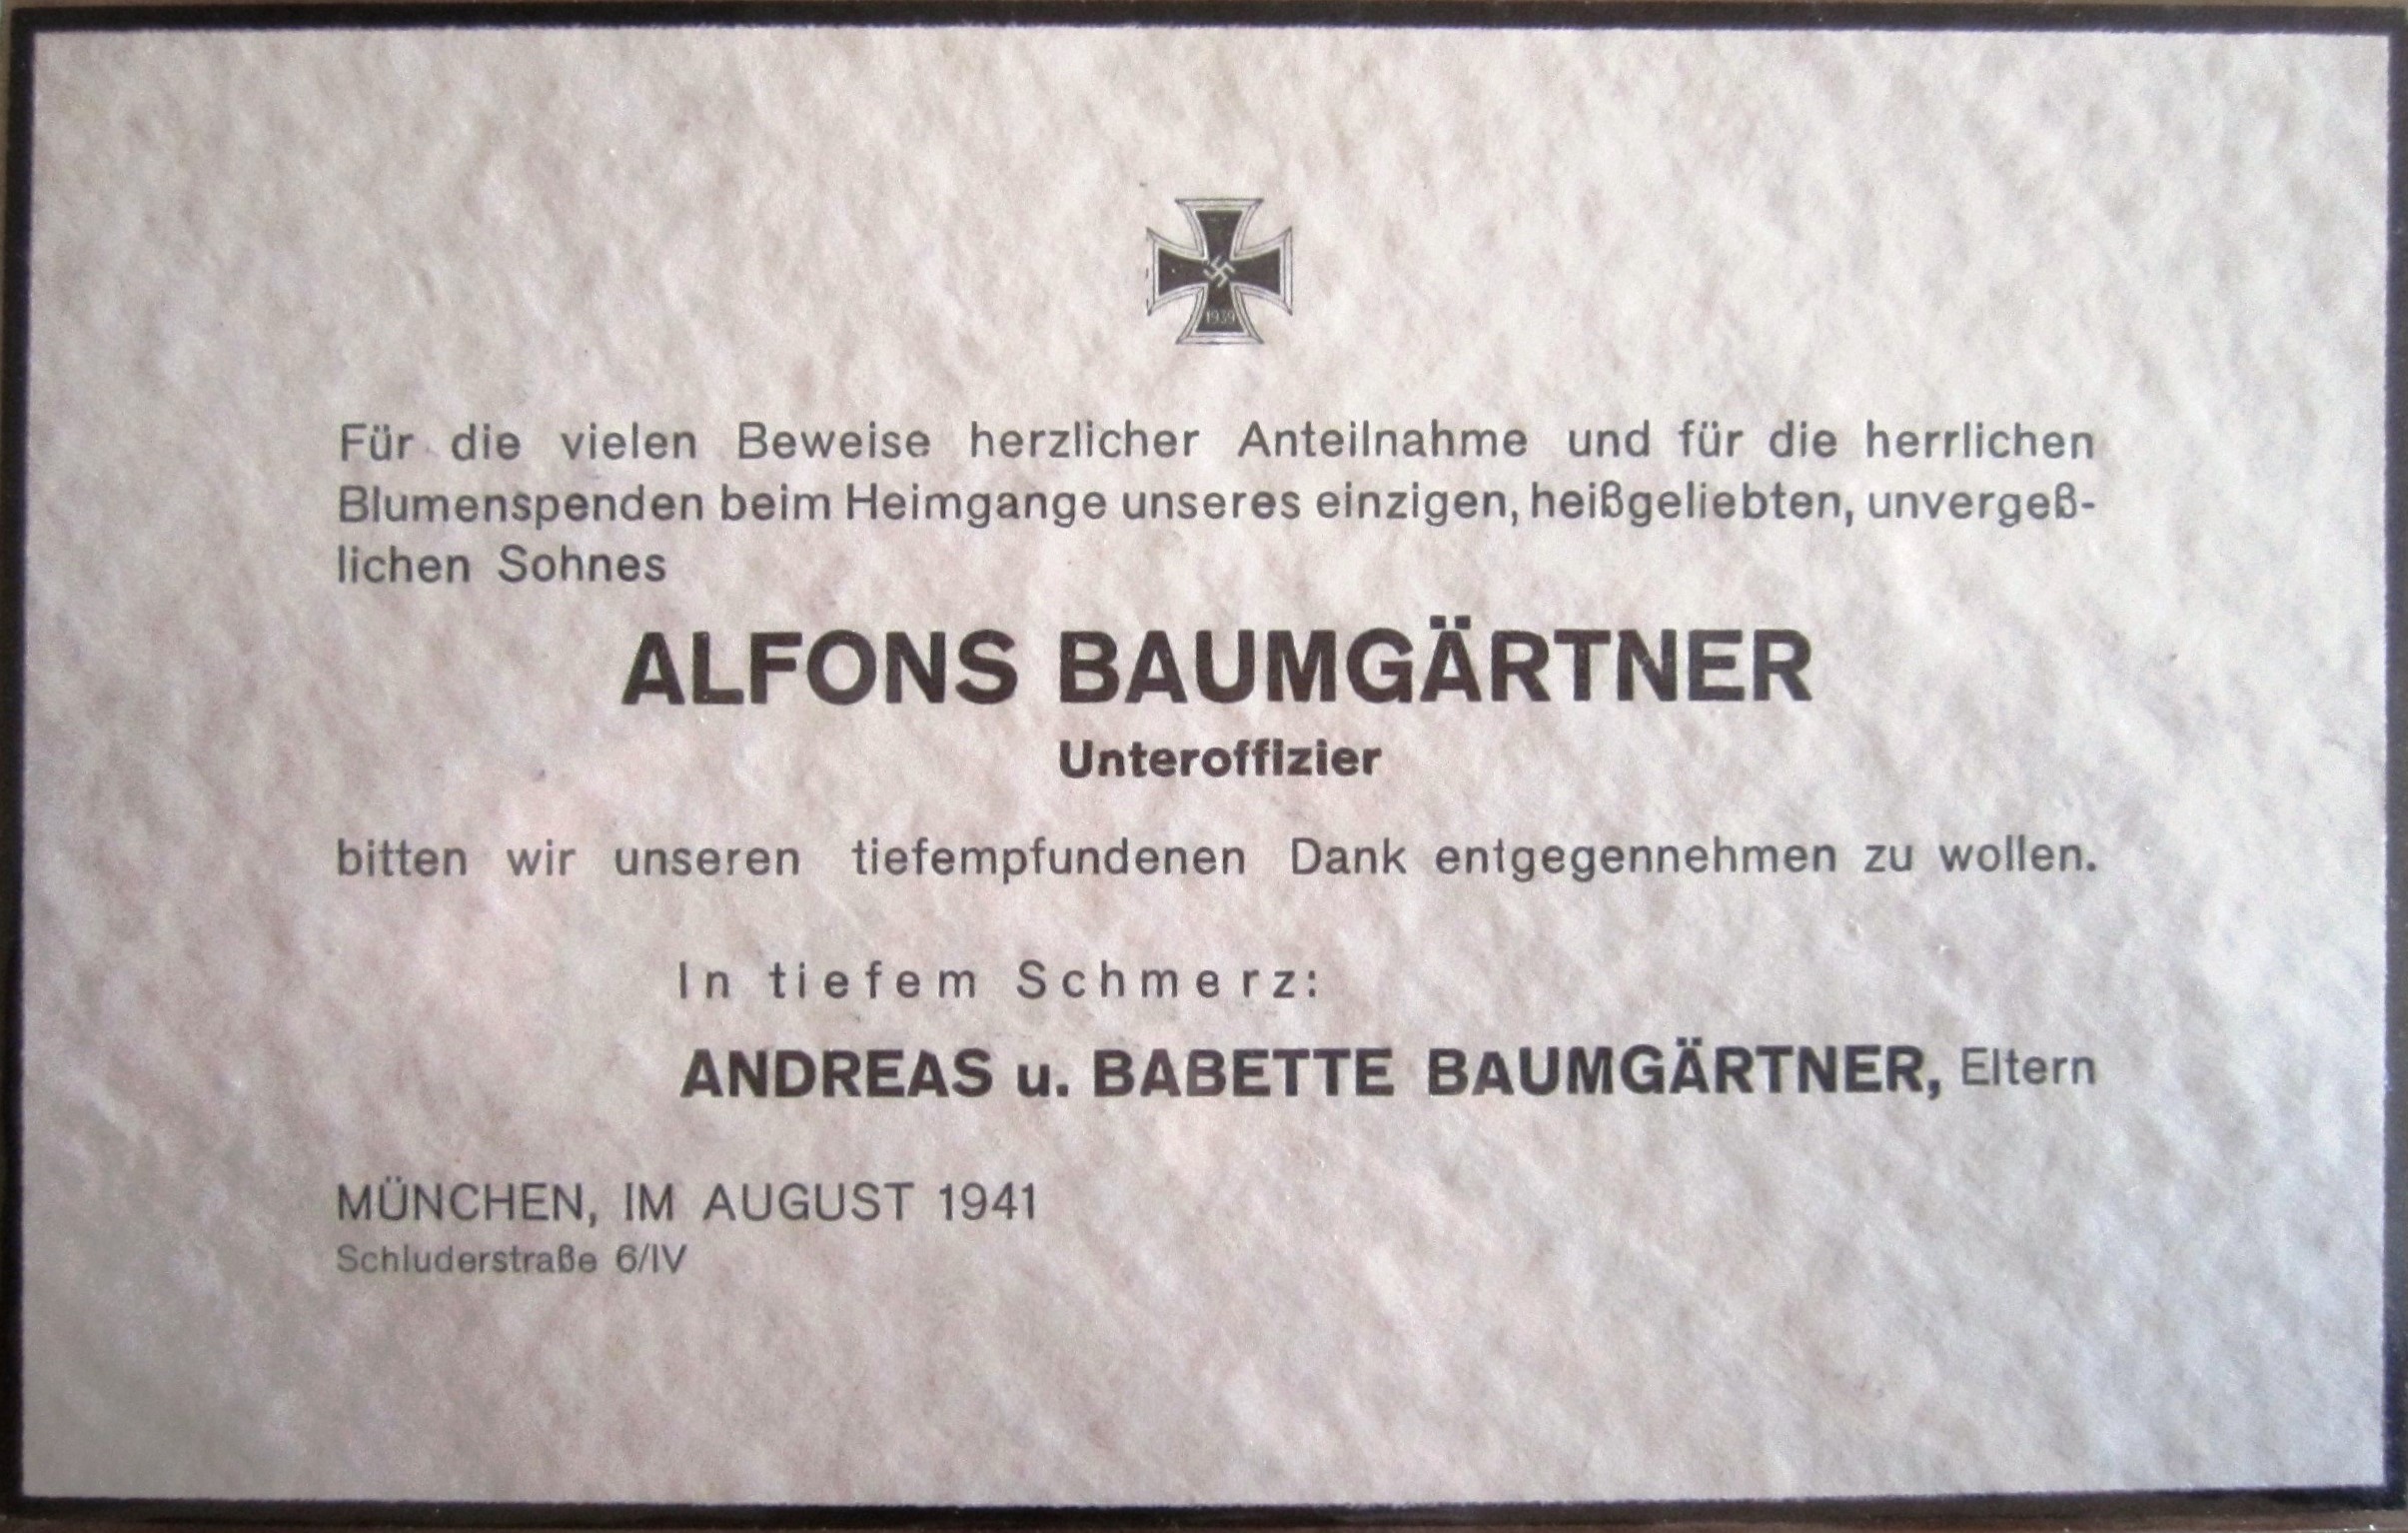 1939
Für die vielen Beweise herzlicher Anteilnahme und für die herrlichen
Blumenspenden beim Heimgange unseres einzigen, heißgeliebten, unvergeß-
lichen Sohnes
ALFONS BAUMGÄRTNER
Unteroffizier
bitten wir unseren tiefempfundenen Dank entgegennehmen zu wollen.
In tiefem Schmerz:
ANDREAS u. BABETTE BAUMGÄRTNER, Eltern
MÜNCHEN, IM AUGUST 1941
Schluderstraße 6/IV